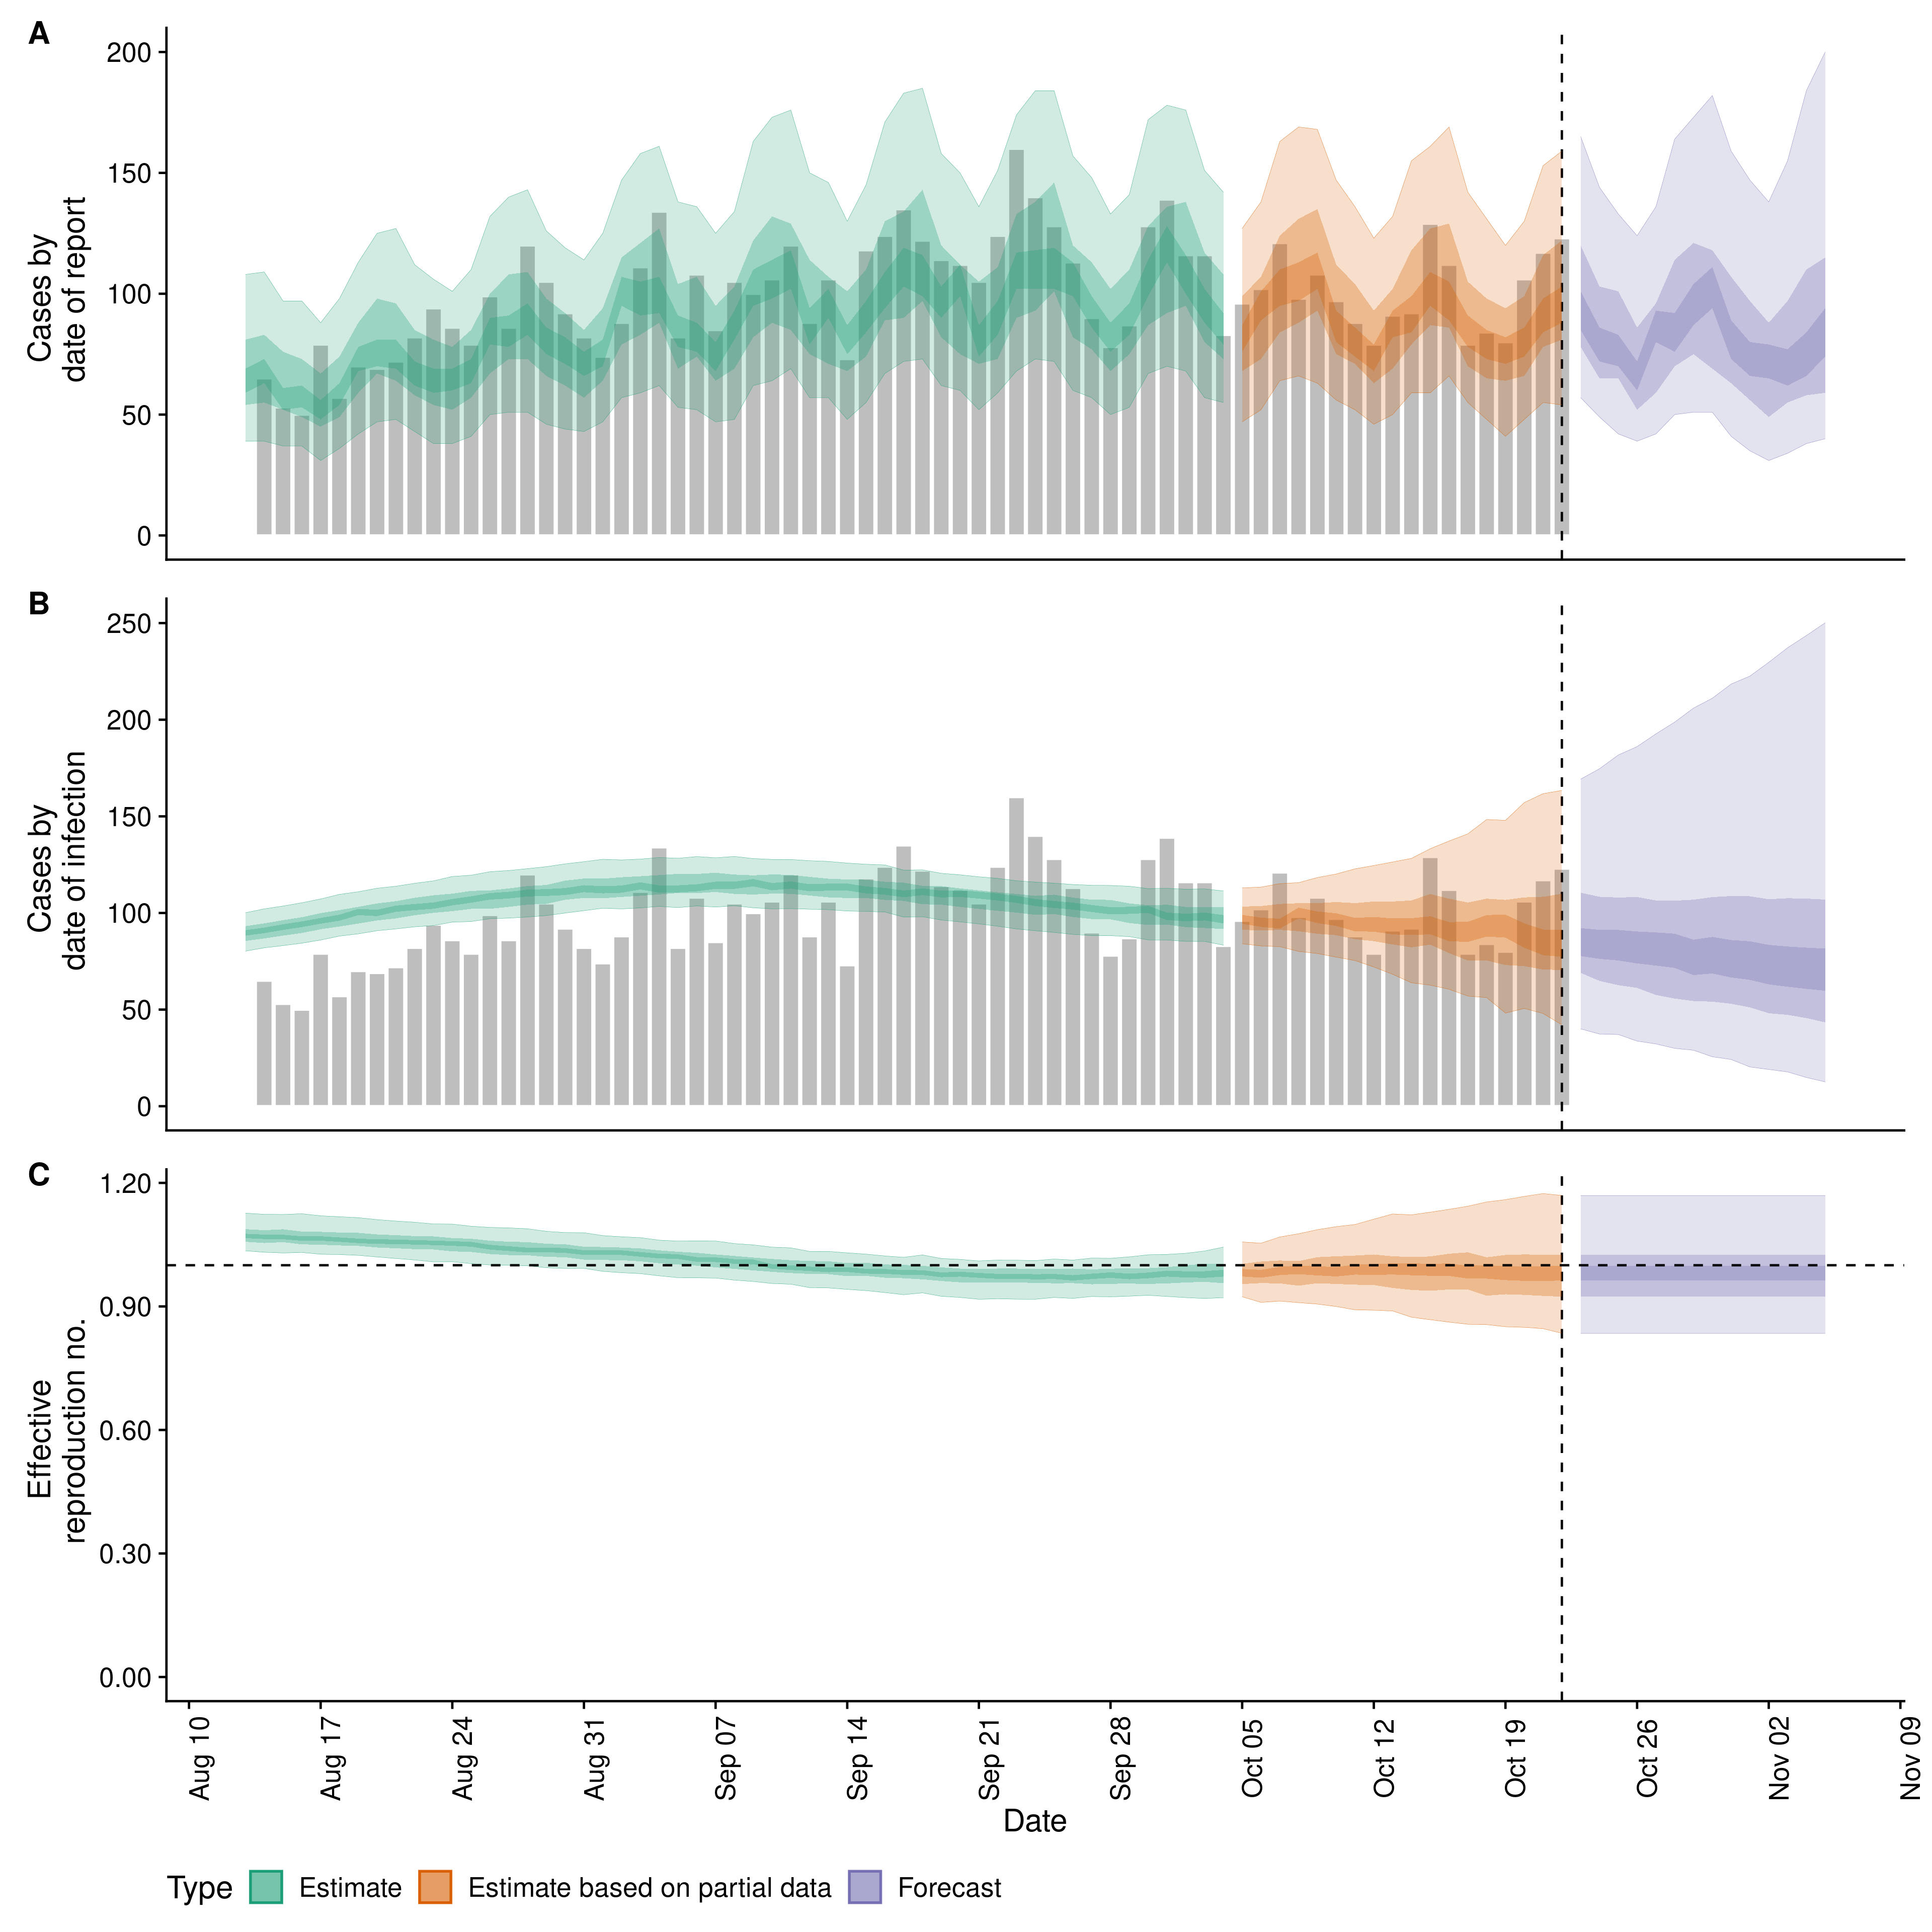 A
200
150
100
50
0
Cases by
date of report
B
250
200
150
100
50
0
Cases by
date of infection
C
1.20
0.90
0.60
0.30
0.00
Effective
reproduction no.
Aug 10
Aug 17
Aug 24
Aug 31
Sep 07
Sep 14
Sep 21
Sep 28
Oct 05
Oct 12
Oct 19
Oct 26
Nov 02
Nov 09
Date
Type Estimate Estimate based on partial data Forecast